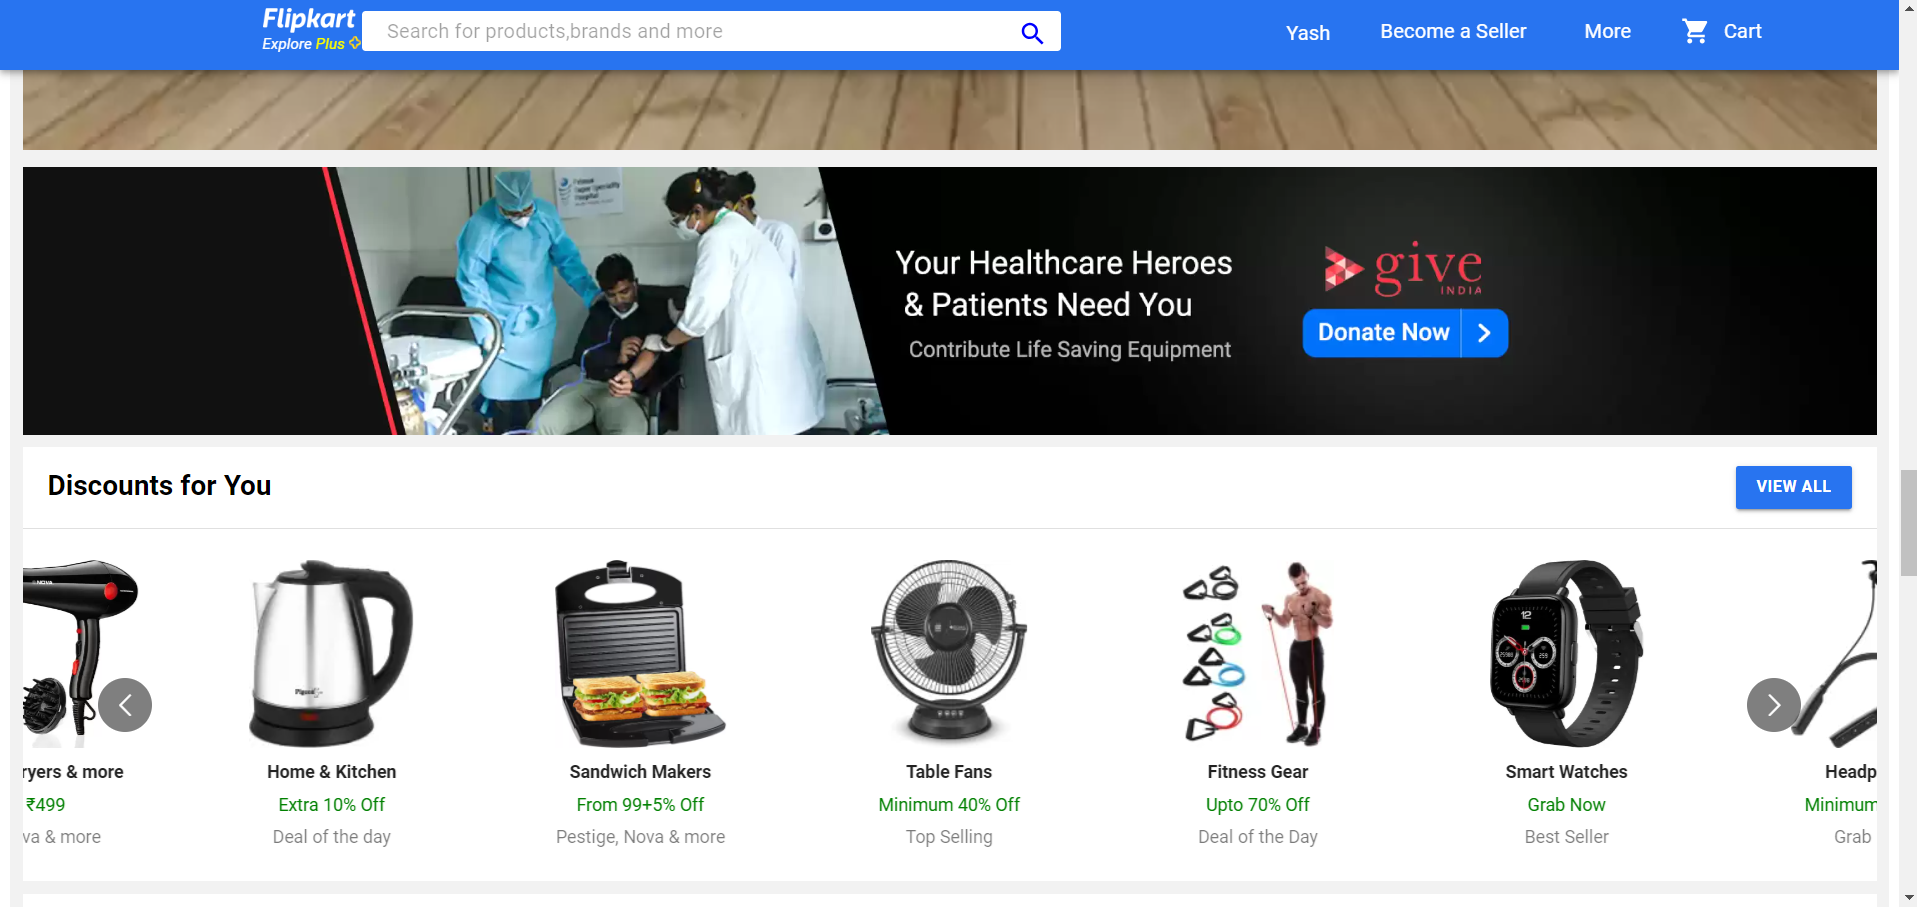 Flipkart
Explore Plus
Search for products,brands and more
Yash
Become a Seller
More
Cart
Your Healthcare Heroes
& Patients Need You
Contribute Life Saving Equipment
give
INDIA
Donate Now
Discounts for You
VIEW ALL
NOVA
Pigeon
12
ryers & more
₹499
va & more
Home & Kitchen
Extra 10% Off
Deal of the day
Sandwich Makers
From 99+5% Off
Pestige, Nova & more
Table Fans
Minimum 40% Off
Top Selling
Fitness Gear
Upto 70% Off
Deal of the Day
Smart Watches
Grab Now
Best Seller
Headp
Minimum
Grab